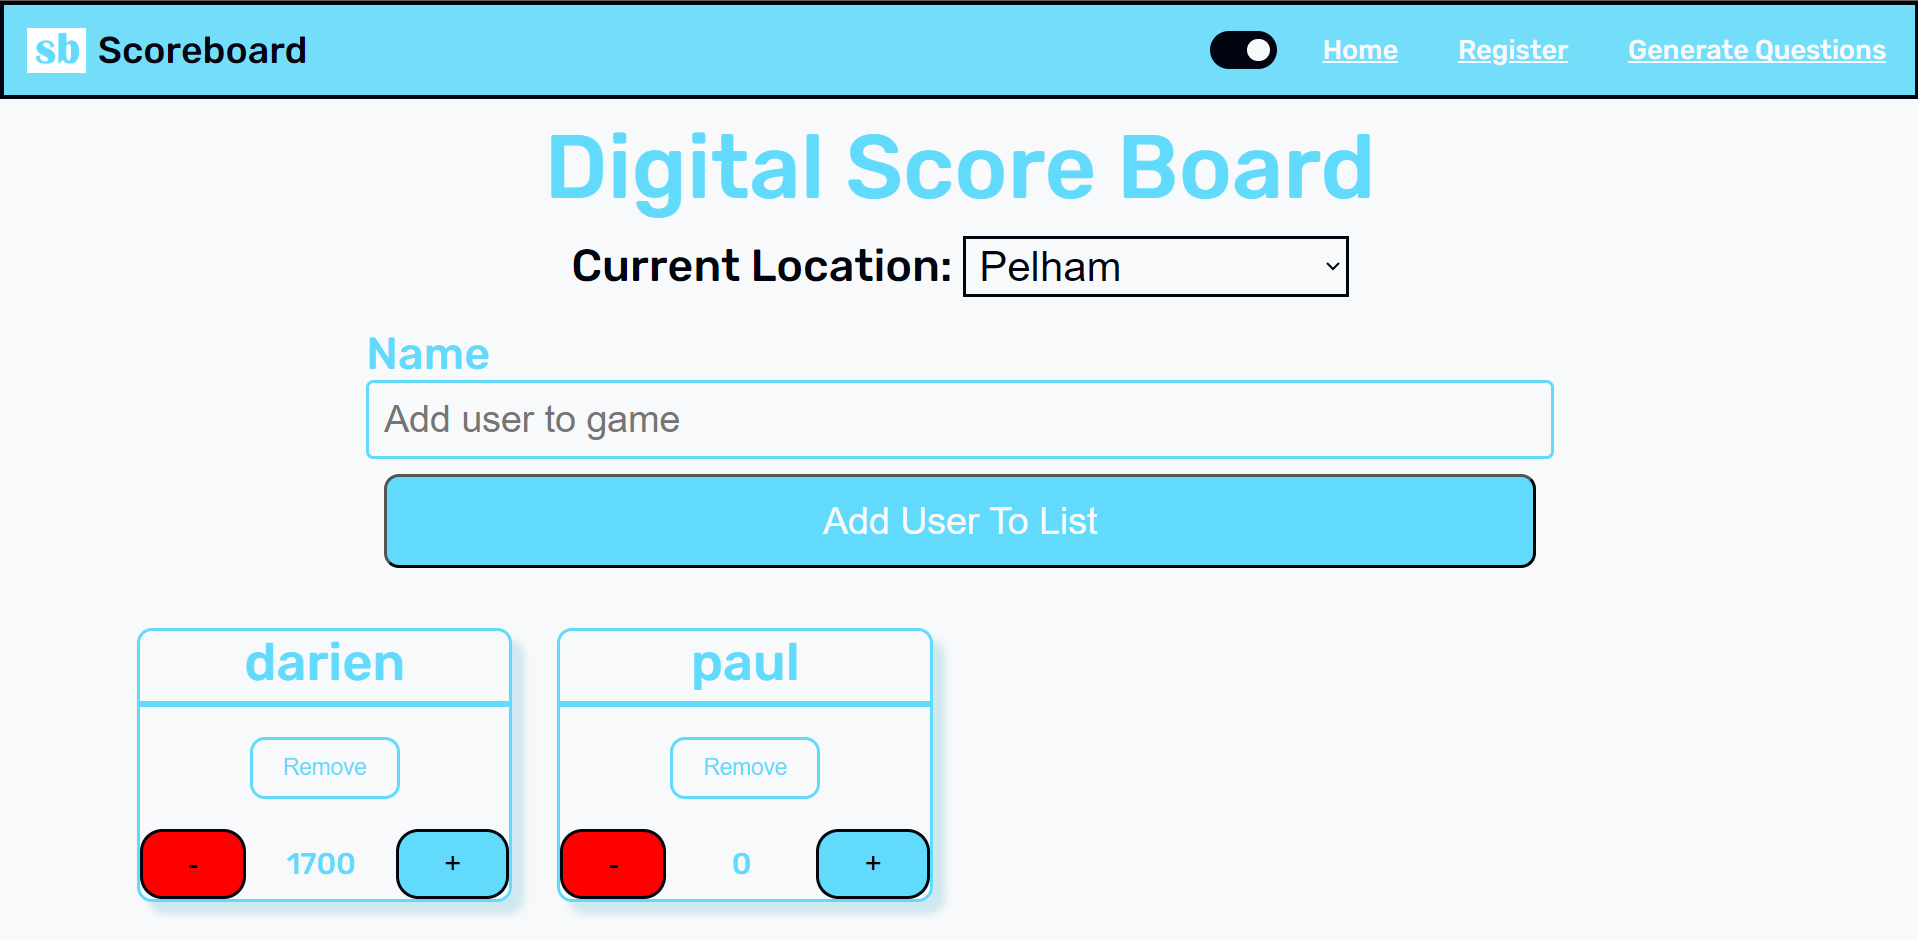 sb Scoreboard Home Register Generate Questions
Digital Score Board
Current Location: Pelham
Name
Add user to game
Add User To List
darien paul
Remove Remove
- 1700 + - 0 +